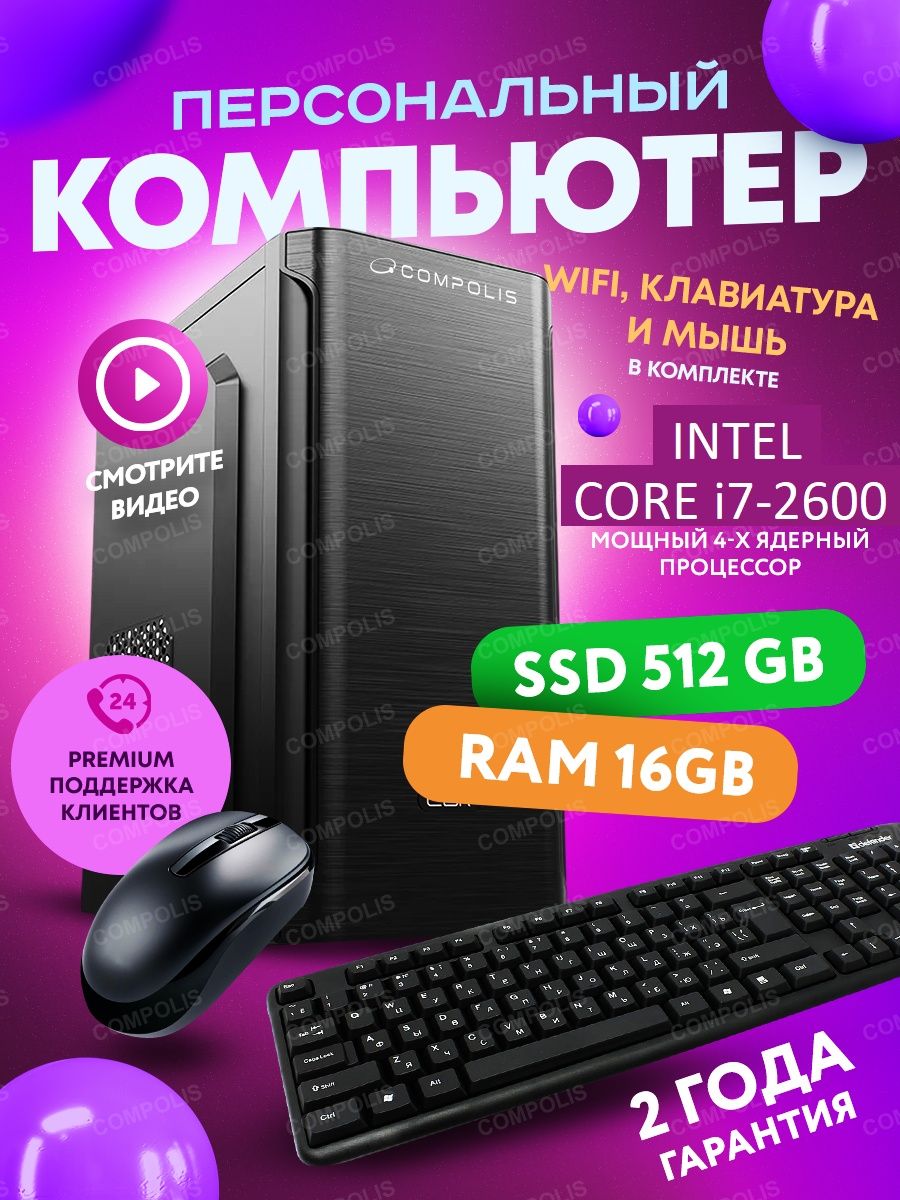 ПЕРСОНАЛЬНЫЙ
КОМПЬЮТЕР
COMPOLIS
WIFI, КЛАВИАТУРА
И МЫШЬ
В КОМПЛЕКТЕ
СМОТРИТЕ
ВИДЕО
INTEL
CORE i7-2600
МОЩНЫЙ 4-Х ЯДЕРНЫЙ
ПРОЦЕССОР
SSD 512 GB
RAM 16GB
24
PREMIUM
ПОДДЕРЖКА
КЛИЕНТОВ
defender
2 ГОДА
ГАРАНТИЯ